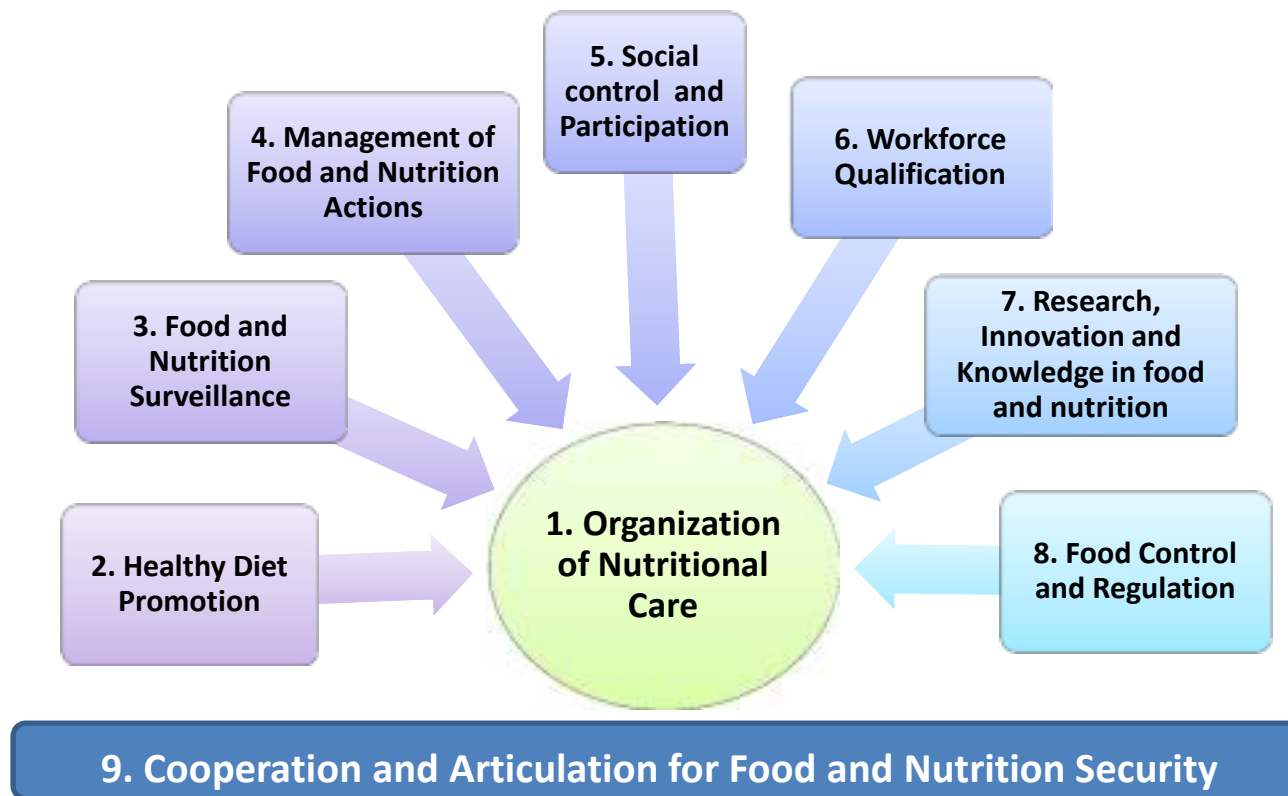 1. Organization
of Nutritional
Care
2. Healthy Diet
Promotion
3. Food and
Nutrition
Surveillance
4. Management of
Food and Nutrition
Actions
5. Social
control and
Participation
6. Workforce
Qualification
7. Research,
Innovation and
Knowledge in food
and nutrition
8. Food Control
and Regulation
9. Cooperation and Articulation for Food and Nutrition Security